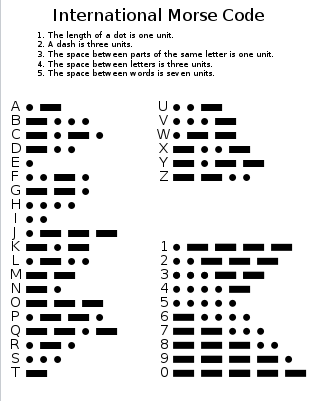 International Morse Code
1. The length of a dot is one unit.
2. A dash is three units.
3. The space between parts of the same letter is one unit.
4. The space between letters is three units.
5. The space between words is seven units.
A
B
C
D
E
F
G
H
I
J
K
L
M
N
O
P
Q
R
S
T
U
V
W
X
Y
Z
1
2
3
4
5
6
7
8
9
0